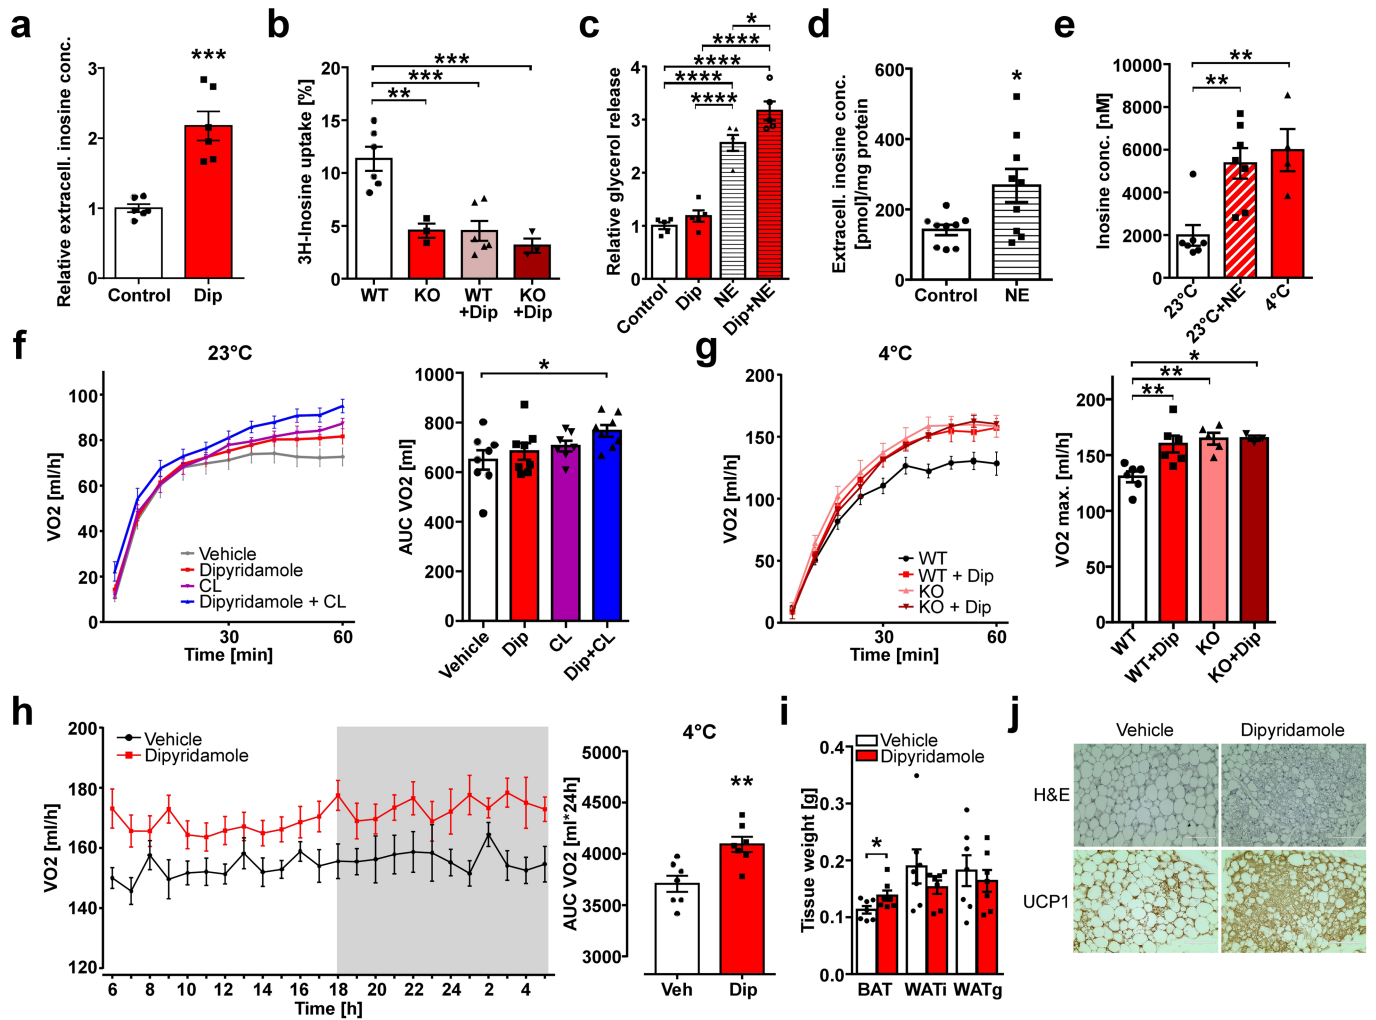 a
Relative extracell. inosine conc.
3
2
1
0
***
Control
Dip
b
3H-Inosine uptake [%]
20
15
10
5
0
***
***
**
WT
KO
WT
+Dip
KO
+Dip
c
Relative glycerol release
4
3
2
1
0
*
****
****
****
****
Control
Dip
NE
Dip+NE
d
Extracell. inosine conc.
[pmol]/mg protein
600
400
200
0
*
Control
NE
e
Inosine conc. [nM]
10000
8000
6000
4000
2000
0
**
**
23°C
23°C+NE
4°C
f
23°C
VO2 [ml/h]
100
80
60
40
20
0
Vehicle
Dipyridamole
CL
Dipyridamole + CL
30
60
Time [min]
AUC VO2 [ml]
1000
800
600
400
200
0
*
Vehicle
Dip
CL
Dip+CL
g
4°C
VO2 [ml/h]
200
150
100
50
0
WT
WT + Dip
KO
KO + Dip
30
60
Time [min]
VO2 max. [ml/h]
200
150
100
50
0
*
**
**
WT
WT+Dip
KO
KO+Dip
h
VO2 [ml/h]
200
180
160
140
120
Vehicle
Dipyridamole
6 8 10 12 14 16 18 20 22 24 2 4
Time [h]
4°C
AUC VO2 [ml*24h]
5000
4500
4000
3500
3000
**
Veh
Dip
i
Tissue weight [g]
0.4
0.3
0.2
0.1
0.0
Vehicle
Dipyridamole
*
BAT
WATi
WATg
j
Vehicle
Dipyridamole
H&E
UCP1